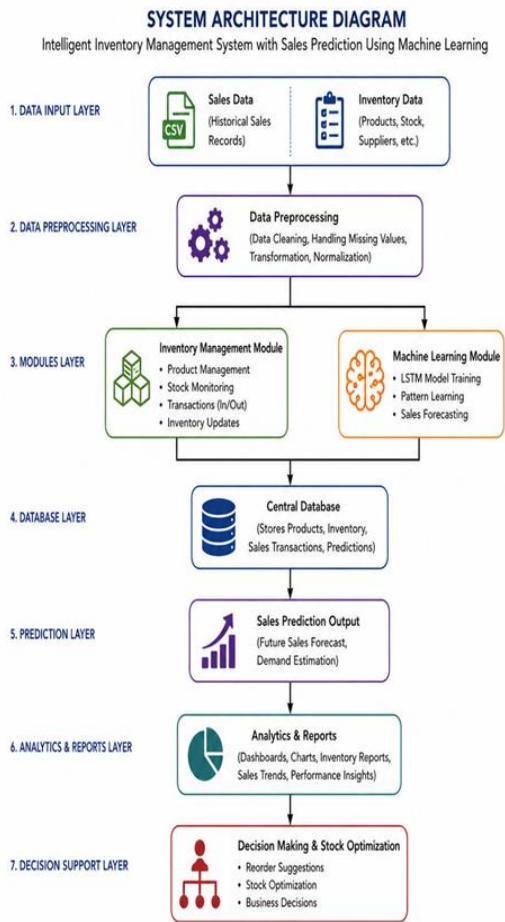 SYSTEM ARCHITECTURE DIAGRAM
Intelligent Inventory Management System with Sales Prediction Using Machine Learning
1. DATA INPUT LAYER
CSV
Sales Data
(Historical Sales
Records)
Inventory Data
(Products, Stock,
Suppliers, etc.)
2. DATA PREPROCESSING LAYER
Data Preprocessing
(Data Cleaning, Handling Missing Values,
Transformation, Normalization)
3. MODULES LAYER
Inventory Management Module
• Product Management
• Stock Monitoring
• Transactions (In/Out)
• Inventory Updates
Machine Learning Module
• LSTM Model Training
• Pattern Learning
• Sales Forecasting
4. DATABASE LAYER
Central Database
(Stores Products, Inventory,
Sales Transactions, Predictions)
5. PREDICTION LAYER
Sales Prediction Output
(Future Sales Forecast,
Demand Estimation)
6. ANALYTICS & REPORTS LAYER
Analytics & Reports
(Dashboards, Charts, Inventory Reports,
Sales Trends, Performance Insights)
7. DECISION SUPPORT LAYER
Decision Making & Stock Optimization
• Reorder Suggestions
• Stock Optimization
• Business Decisions